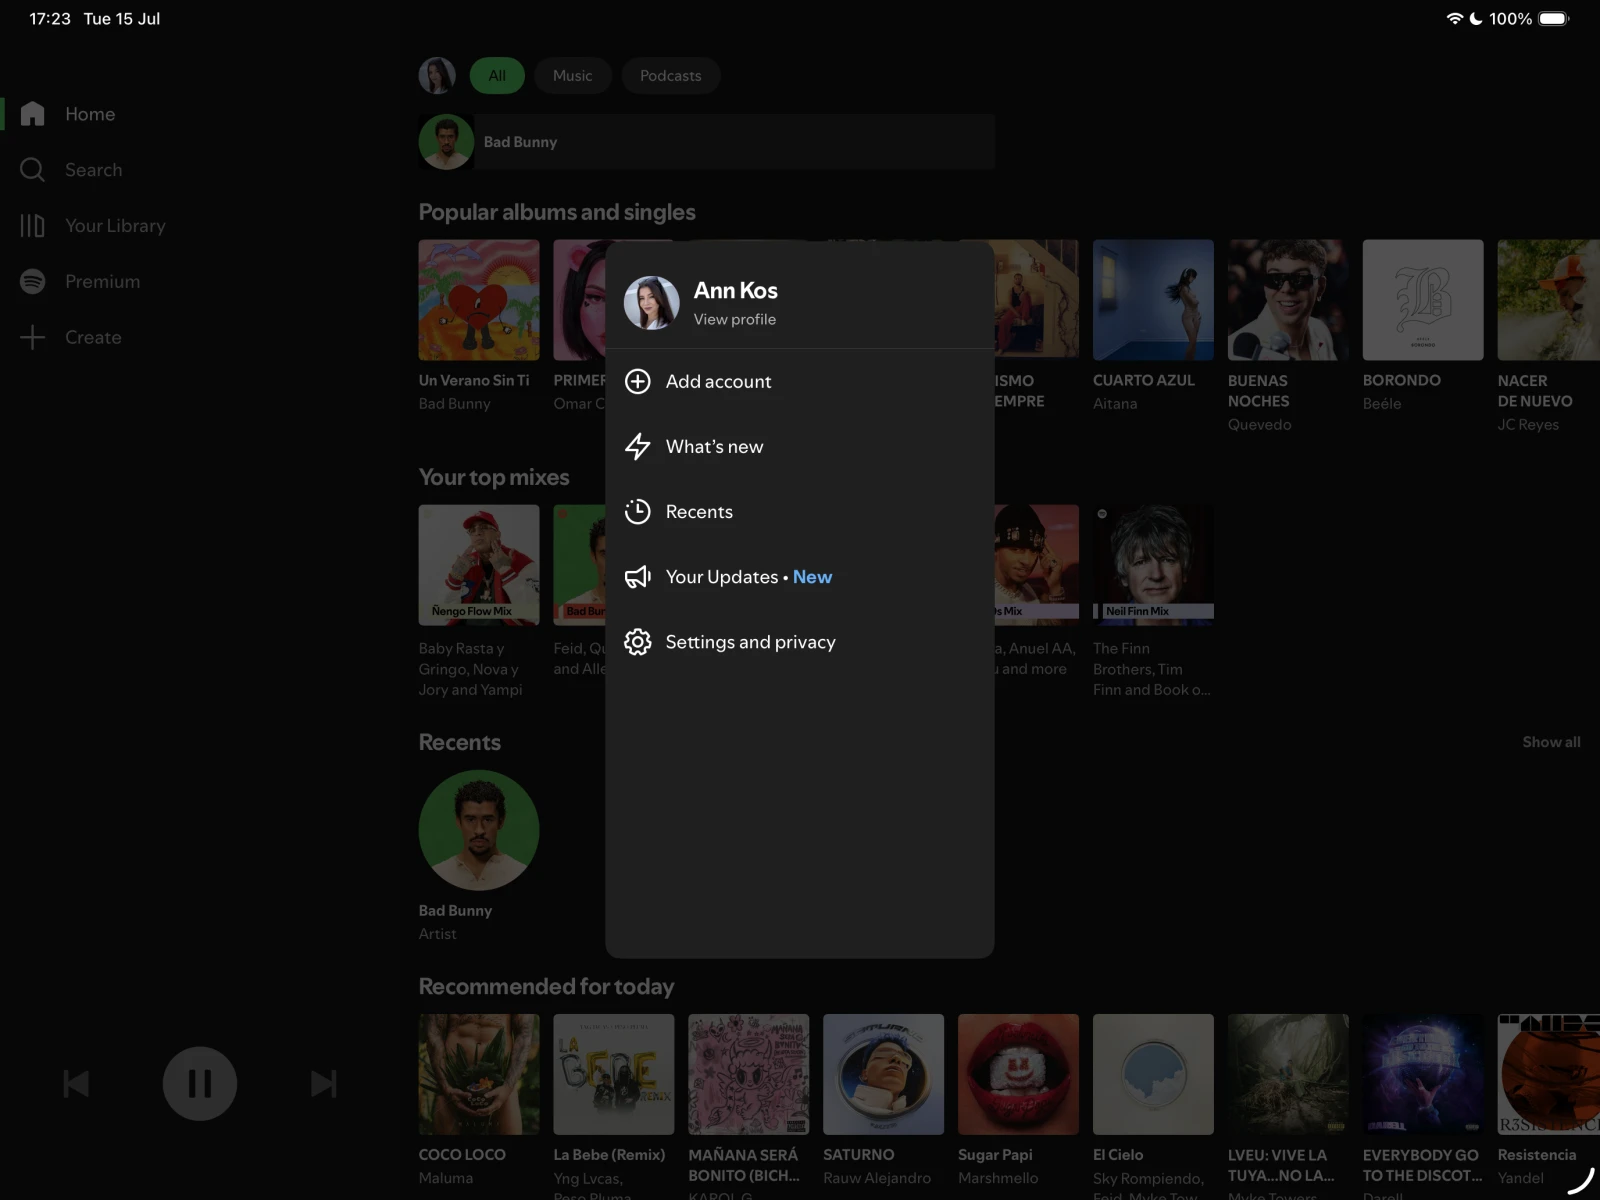 17:23 Tue 15 Jul
100%
Home
Search
Your Library
Premium
Create
All
Music
Podcasts
Bad Bunny
Popular albums and singles
Un Verano Sin Ti
Bad Bunny
PRIMER
Omar C
ISMO
EMPRE
CUARTO AZUL
Aitana
BUENAS
NOCHES
Quevedo
BORONDO
Beéle
NACER
DE NUEVO
JC Reyes
Ann Kos
View profile
Add account
What's new
Recents
Your Updates • New
Settings and privacy
Your top mixes
Ñengo Flow Mix
Baby Rasta y
Gringo, Nova y
Jory and Yampi
Bad Bun
Feid, Qu
and Alle
s Mix
a, Anuel AA,
and more
Neil Finn Mix
The Finn
Brothers, Tim
Finn and Book o...
Recents
Show all
Bad Bunny
Artist
Recommended for today
LA
BEBE
REMIX
COCO LOCO
Maluma
La Bebe (Remix)
Yng Lvcas,
Peso Pluma
MAÑANA SERÁ
BONITO (BICH...
KAROL G
SATURNO
Rauw Alejandro
Sugar Papi
Marshmello
El Cielo
Sky Rompiendo,
Feid, Myke Tow
LVEU: VIVE LA
TUYA...NO LA...
Myke Towers
EVERYBODY GO
TO THE DISCOT...
Darell
R3SISTENC
Resistencia
Yandel